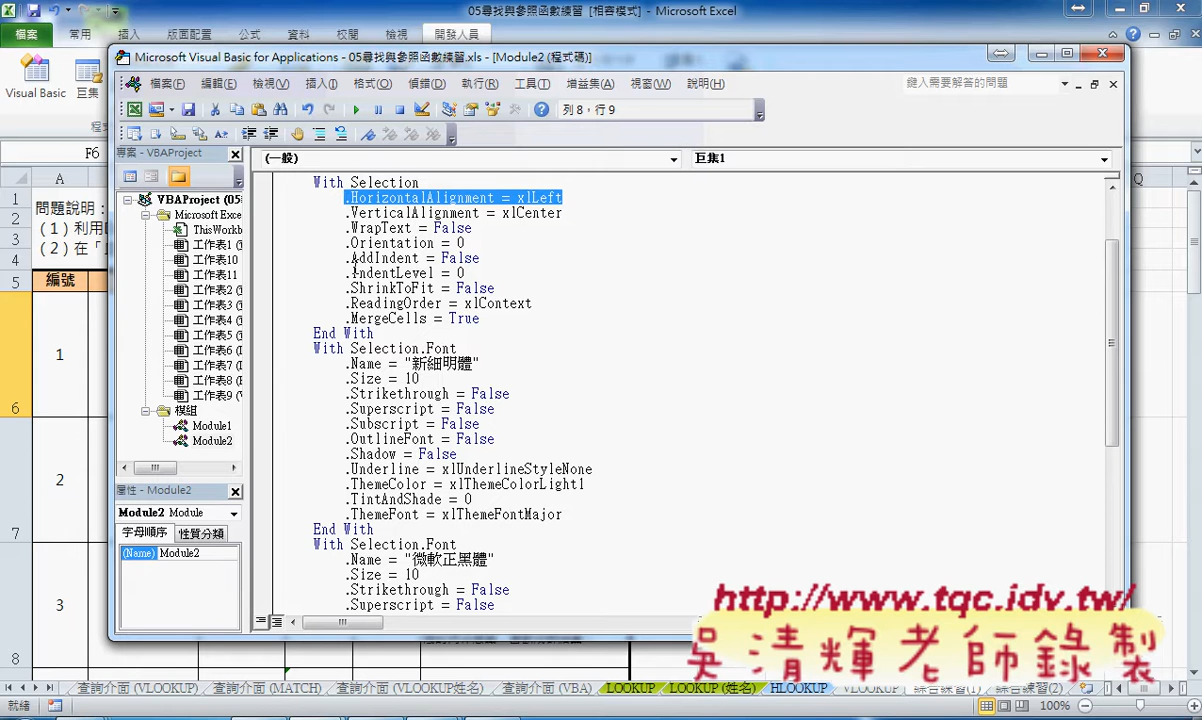 05尋找與參照函數練習 [相容模式] - Microsoft Excel
檔案 常用 插入 版面配置 公式 資料 校閱 檢視 開發人員
Microsoft Visual Basic for Applications - 05尋找與參照函數練習.xls - [Module2 (程式碼)]
檔案(F) 編輯(E) 檢視(V) 插入(I) 格式(O) 偵錯(D) 執行(R) 工具(T) 增益集(A) 視窗(W) 說明(H) 鍵入需要解答的問題
Visual Basic 巨集
列 8，行 9
F6
專案 - VBAProject
(一般) 巨集1
A Q
1
2
3
4
5
6
7
8
問題說明：
(1) 利用
(2) 在「
編號
1
2
3
VBAProject (05
Microsoft Exce
ThisWorkb
工作表1 (
工作表10
工作表11
工作表2 (
工作表3 (
工作表4 (
工作表5 (
工作表6 (
工作表7 (
工作表8 (
工作表9 (
模組
Module1
Module2
屬性 - Module2
Module2 Module
字母順序 性質分類
(Name) Module2
With Selection
.HorizontalAlignment = xlLeft
.VerticalAlignment = xlCenter
.WrapText = False
.Orientation = 0
.AddIndent = False
.IndentLevel = 0
.ShrinkToFit = False
.ReadingOrder = xlContext
.MergeCells = True
End With
With Selection.Font
.Name = "新細明體"
.Size = 10
.Strikethrough = False
.Superscript = False
.Subscript = False
.OutlineFont = False
.Shadow = False
.Underline = xlUnderlineStyleNone
.ThemeColor = xlThemeColorLight1
.TintAndShade = 0
.ThemeFont = xlThemeFontMajor
End With
With Selection.Font
.Name = "微軟正黑體"
.Size = 10
.Strikethrough = False
.Superscript = False
http://www.tqc.idv.tw/
吳清輝老師錄製
查詢介面 (VLOOKUP) 查詢介面 (MATCH) 查詢介面 (VLOOKUP姓名) 查詢介面 (VBA) LOOKUP LOOKUP (姓名) HLOOKUP VLOOKUP 綜合練習(1) 綜合練習(2)
就緒 100%